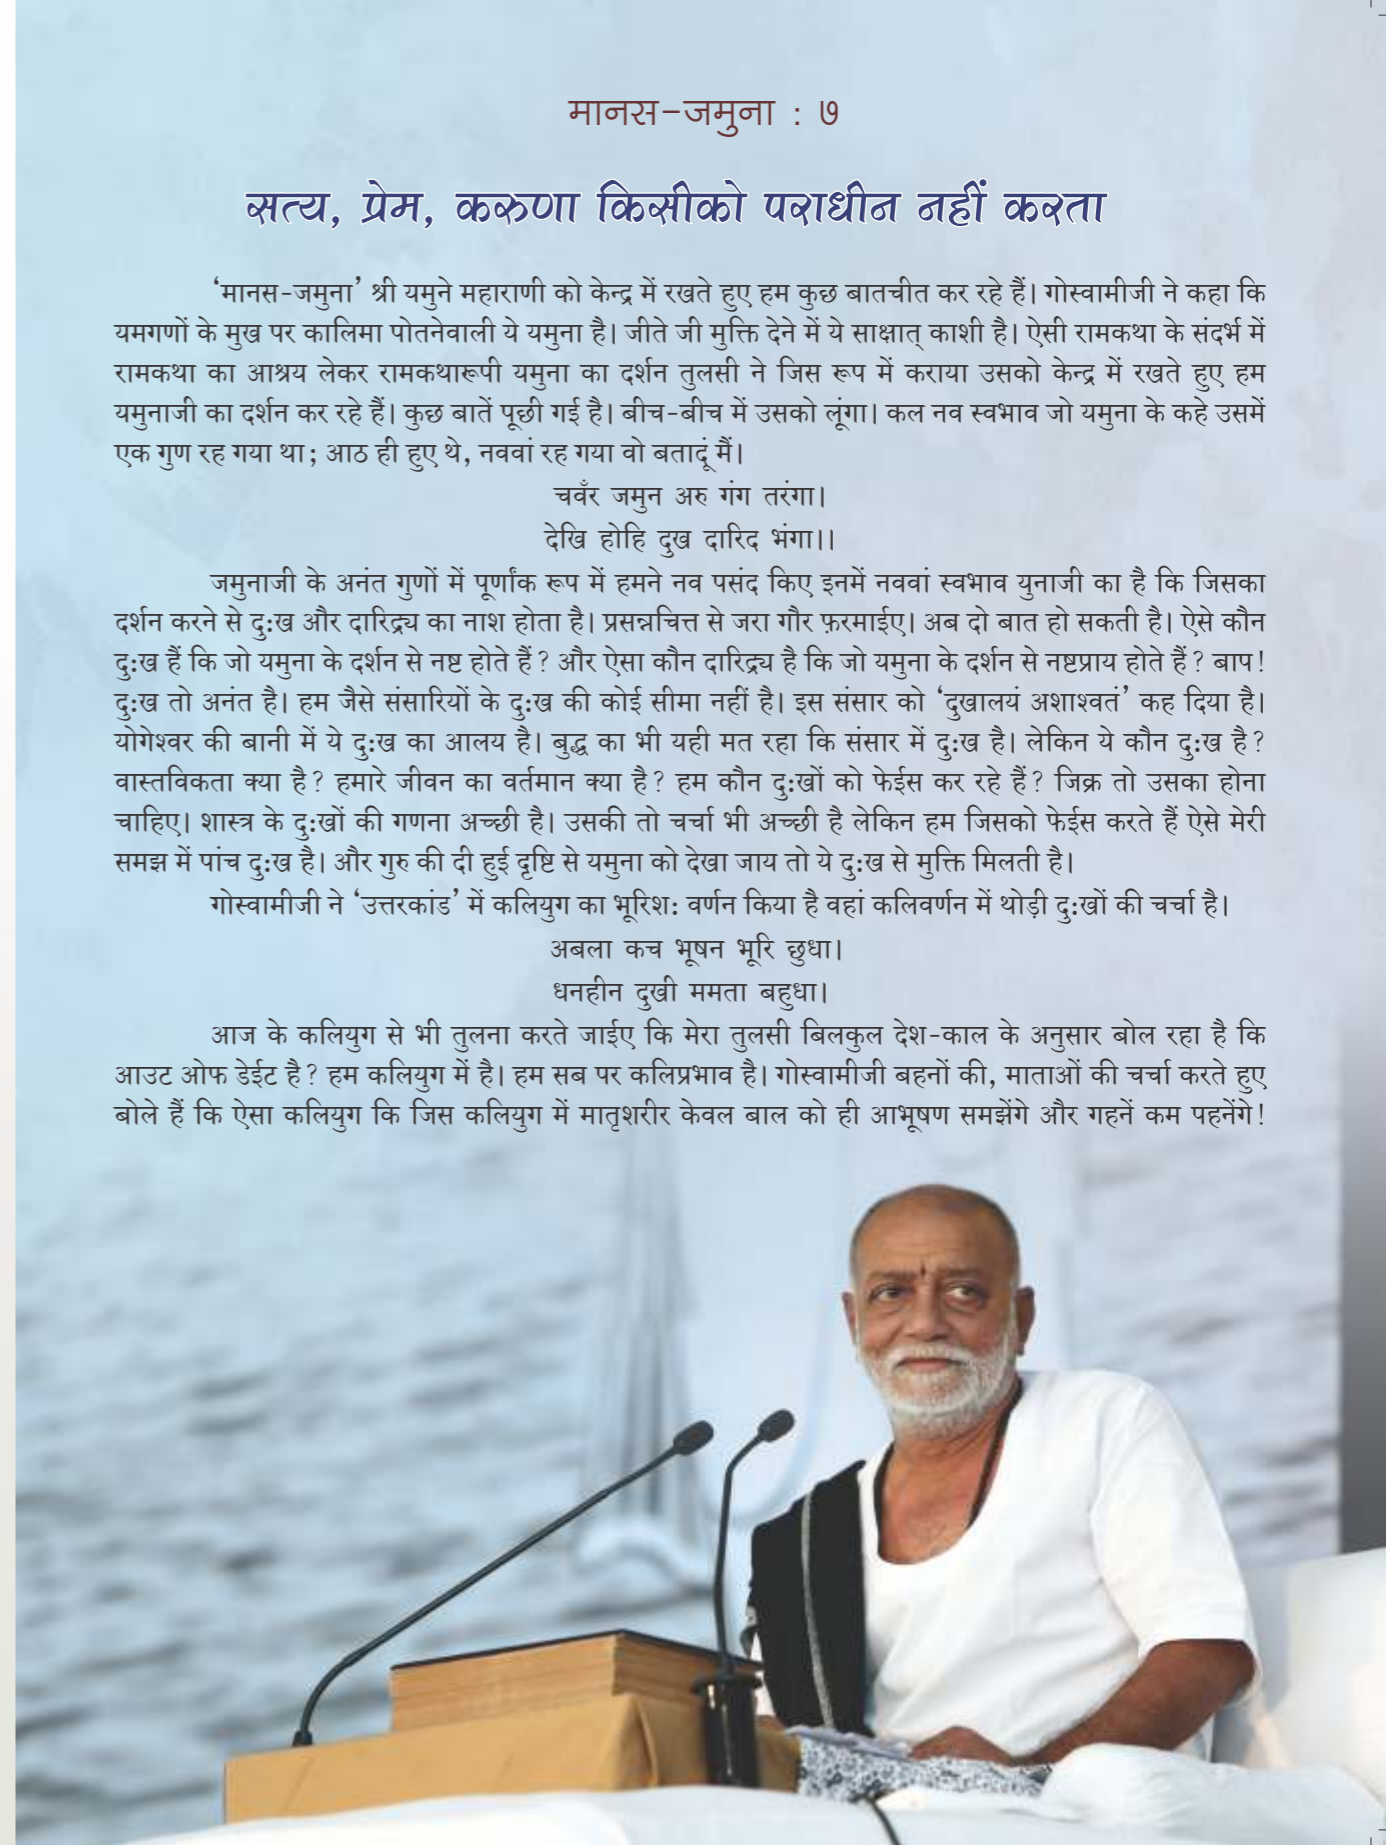 मानस-जमुना : ७
सत्य, प्रेम, करुणा किसीको पराधीन नहीं करता
‘मानस-जमुना’ श्री यमुने महाराणी को केन्द्र में रखते हुए हम कुछ बातचीत कर रहे हैं। गोस्वामीजी ने कहा कि
यमगणों के मुख पर कालिमा पोतनेवाली ये यमुना है। जीते जी मुक्ति देने में ये साक्षात् काशी है। ऐसी रामकथा के संदर्भ में
रामकथा का आश्रय लेकर रामकथारूपी यमुना का दर्शन तुलसी ने जिस रूप में कराया उसको केन्द्र में रखते हुए हम
यमुनाजी का दर्शन कर रहे हैं। कुछ बातें पूछी गई है। बीच-बीच में उसको लूंगा। कल नव स्वभाव जो यमुना के कहे उसमें
एक गुण रह गया था; आठ ही हुए थे, नववां रह गया वो बतादूं मैं।
चवँर जमुन अरु गंग तरंगा।
देखि होहि दुख दारिद भंगा।।
जमुनाजी के अनंत गुणों में पूर्णांक रूप में हमने नव पसंद किए इनमें नववां स्वभाव युनाजी का है कि जिसका
दर्शन करने से दुःख और दारिद्र्य का नाश होता है। प्रसन्नचित्त से जरा गौर फ़रमाईए। अब दो बात हो सकती है। ऐसे कौन
दुःख हैं कि जो यमुना के दर्शन से नष्ट होते हैं? और ऐसा कौन दारिद्र्य है कि जो यमुना के दर्शन से नष्टप्राय होते हैं? बाप!
दुःख तो अनंत है। हम जैसे संसारियों के दुःख की कोई सीमा नहीं है। इस संसार को ‘दुखालयं अशाश्वतं’ कह दिया है।
योगेश्वर की बानी में ये दुःख का आलय है। बुद्ध का भी यही मत रहा कि संसार में दुःख है। लेकिन ये कौन दुःख है?
वास्तविकता क्या है? हमारे जीवन का वर्तमान क्या है? हम कौन दुःखों को फेईस कर रहे हैं? जिक्र तो उसका होना
चाहिए। शास्त्र के दुःखों की गणना अच्छी है। उसकी तो चर्चा भी अच्छी है लेकिन हम जिसको फेईस करते हैं ऐसे मेरी
समझ में पांच दुःख है। और गुरु की दी हुई दृष्टि से यमुना को देखा जाय तो ये दुःख से मुक्ति मिलती है।
गोस्वामीजी ने ‘उत्तरकांड’ में कलियुग का भूरिशः वर्णन किया है वहां कलिवर्णन में थोड़ी दुःखों की चर्चा है।
अबला कच भूषन भूरि छुधा।
धनहीन दुखी ममता बहुधा।
आज के कलियुग से भी तुलना करते जाईए कि मेरा तुलसी बिलकुल देश-काल के अनुसार बोल रहा है कि
आउट ओफ डेईट है? हम कलियुग में है। हम सब पर कलिप्रभाव है। गोस्वामीजी बहनों की, माताओं की चर्चा करते हुए
बोले हैं कि ऐसा कलियुग कि जिस कलियुग में मातृशरीर केवल बाल को ही आभूषण समझेंगे और गहनें कम पहनेंगे!